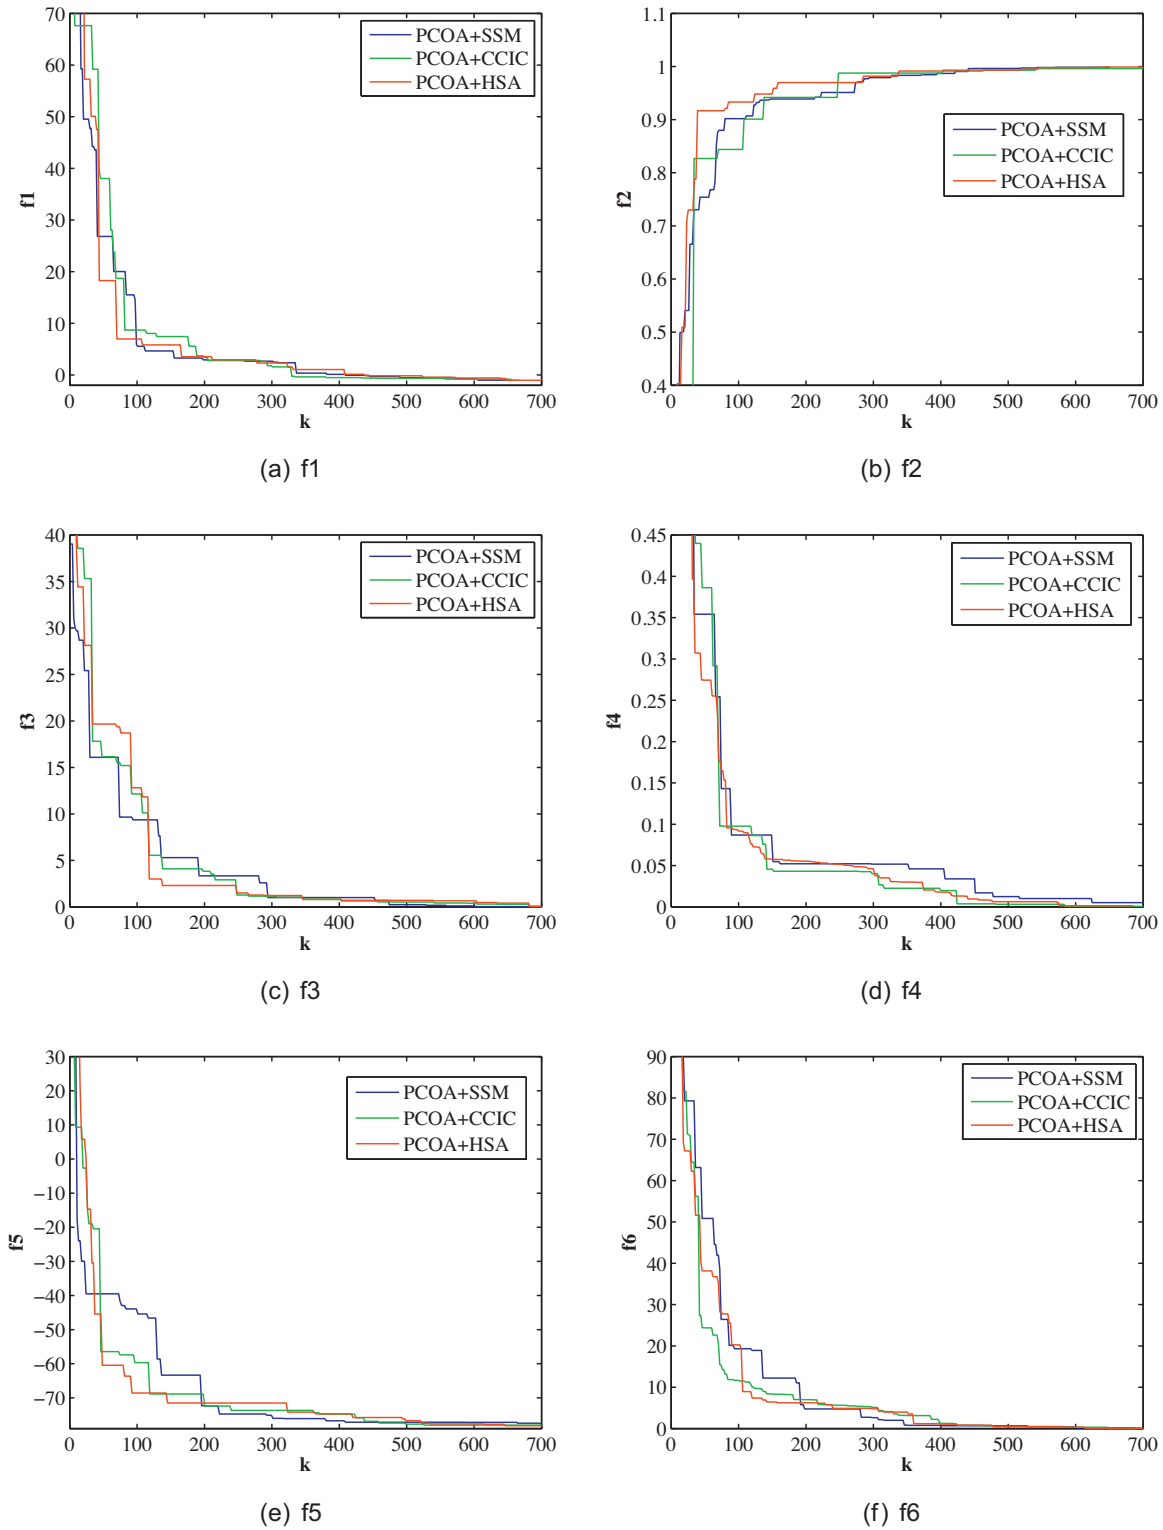 70
60
50
40
30
20
10
0
f1
0 100 200 300 400 500 600 700
k
PCOA+SSM
PCOA+CCIC
PCOA+HSA
(a) f1
1.1
1
0.9
0.8
0.7
0.6
0.5
0.4
f2
0 100 200 300 400 500 600 700
k
PCOA+SSM
PCOA+CCIC
PCOA+HSA
(b) f2
40
35
30
25
20
15
10
5
0
f3
0 100 200 300 400 500 600 700
k
PCOA+SSM
PCOA+CCIC
PCOA+HSA
(c) f3
0.45
0.4
0.35
0.3
0.25
0.2
0.15
0.1
0.05
0
f4
0 100 200 300 400 500 600 700
k
PCOA+SSM
PCOA+CCIC
PCOA+HSA
(d) f4
30
20
10
0
−10
−20
−30
−40
−50
−60
−70
f5
0 100 200 300 400 500 600 700
k
PCOA+SSM
PCOA+CCIC
PCOA+HSA
(e) f5
90
80
70
60
50
40
30
20
10
0
f6
0 100 200 300 400 500 600 700
k
PCOA+SSM
PCOA+CCIC
PCOA+HSA
(f) f6